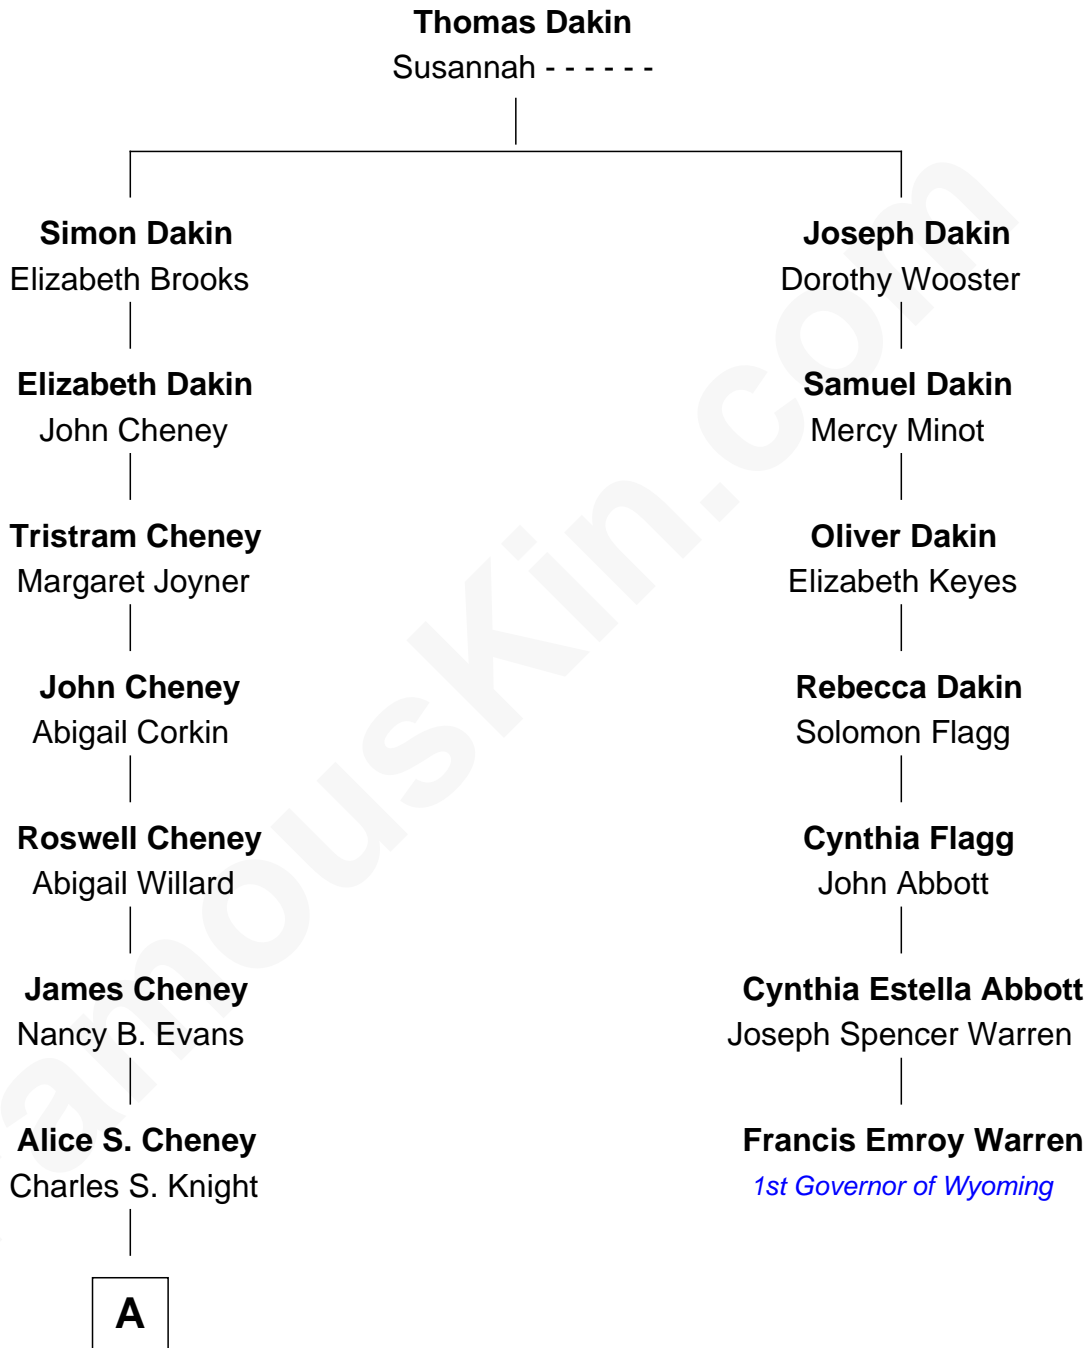 Thomas Dakin
Susannah - - - - - -
Simon Dakin
Elizabeth Brooks
Joseph Dakin
Dorothy Wooster
Elizabeth Dakin
John Cheney
Samuel Dakin
Mercy Minot
Tristram Cheney
Margaret Joyner
Oliver Dakin
Elizabeth Keyes
John Cheney
Abigail Corkin
Rebecca Dakin
Solomon Flagg
Roswell Cheney
Abigail Willard
Cynthia Flagg
John Abbott
James Cheney
Nancy B. Evans
Cynthia Estella Abbott
Joseph Spencer Warren
Alice S. Cheney
Charles S. Knight
Francis Emroy Warren
1st Governor of Wyoming
A
amousKin.com